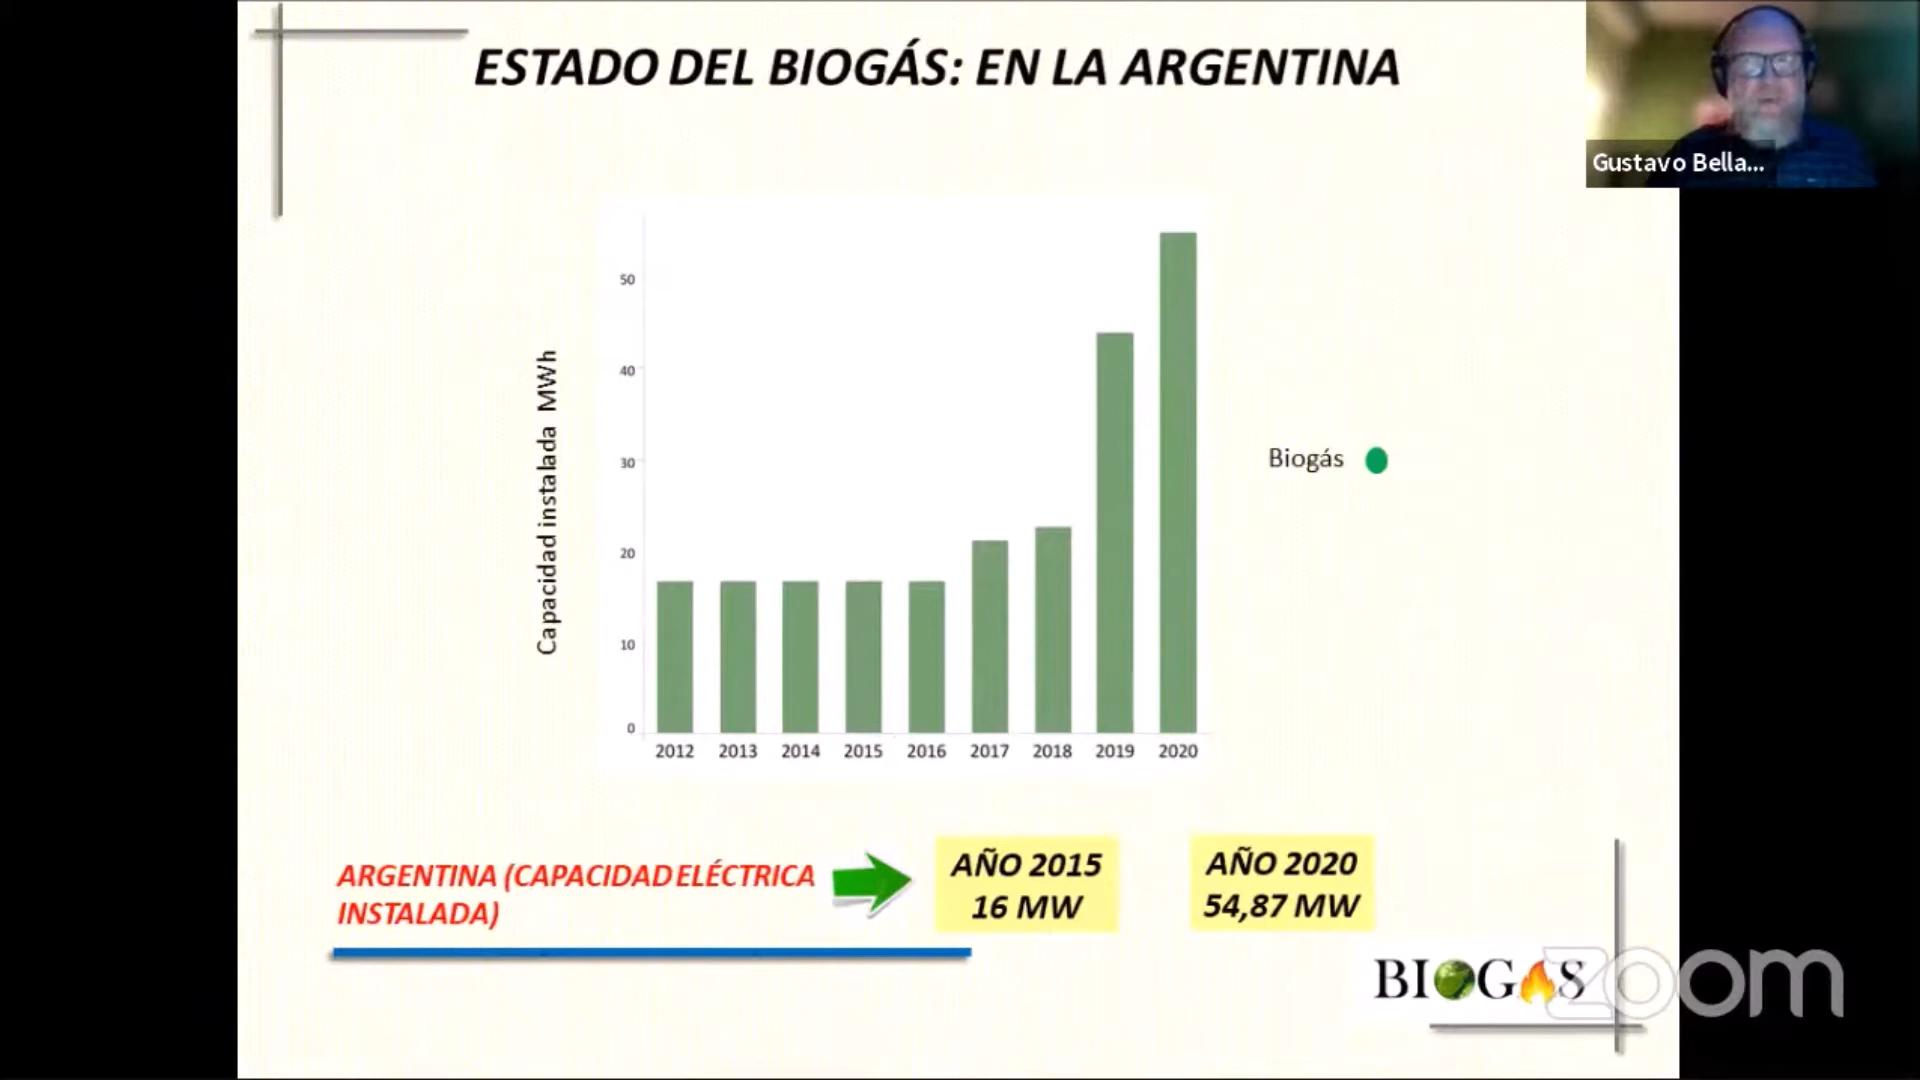 ESTADO DEL BIOGÁS: EN LA ARGENTINA
Gustavo Bella...
Capacidad instalada MWh
50
40
30
20
10
0
2012 2013 2014 2015 2016 2017 2018 2019 2020
Biogás
ARGENTINA (CAPACIDAD ELÉCTRICA
INSTALADA)
AÑO 2015
16 MW
AÑO 2020
54,87 MW
BIOGAS
zoom